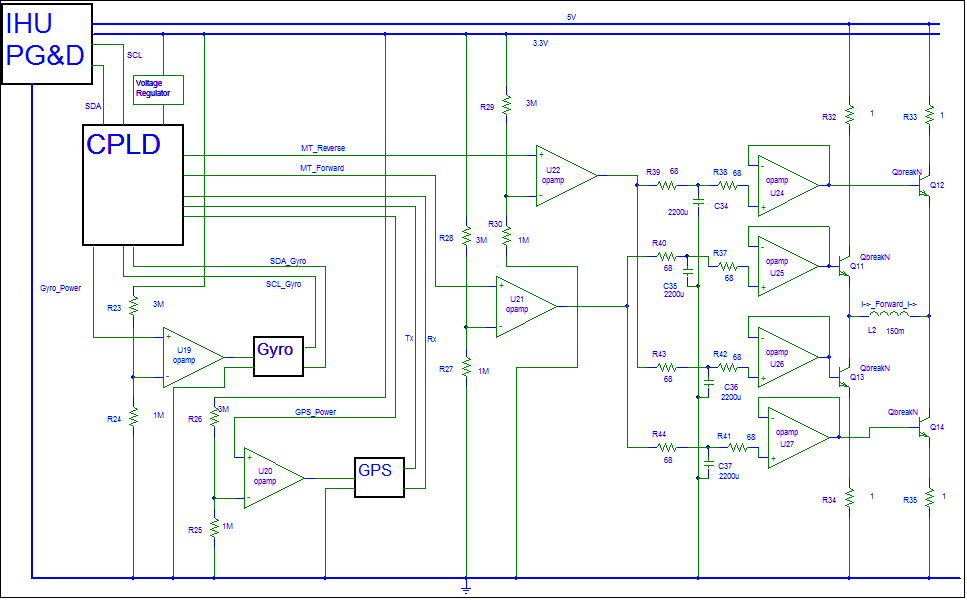 IHU
PG&D
5V
3.3V
SCL
SDA
Voltage
Regulator
CPLD
MT_Reverse
MT_Forward
R29
3M
U22
opamp
R30
1M
R28
3M
R39
68
R38
68
C34
2200u
opamp
U24
R32
1
R33
1
QbreakN
Q12
R40
68
R37
68
C35
2200u
opamp
U25
QbreakN
Q11
SDA_Gyro
SCL_Gyro
Gyro_Power
R23
3M
U19
opamp
Gyro
R24
1M
R26
3M
GPS_Power
Tx
Rx
U21
opamp
R27
1M
I->_Forward_I->
L2
150m
R43
68
R42
68
C36
2200u
opamp
U26
QbreakN
Q13
R44
68
R41
68
C37
2200u
opamp
U27
QbreakN
Q14
U20
opamp
GPS
R25
1M
R34
1
R35
1